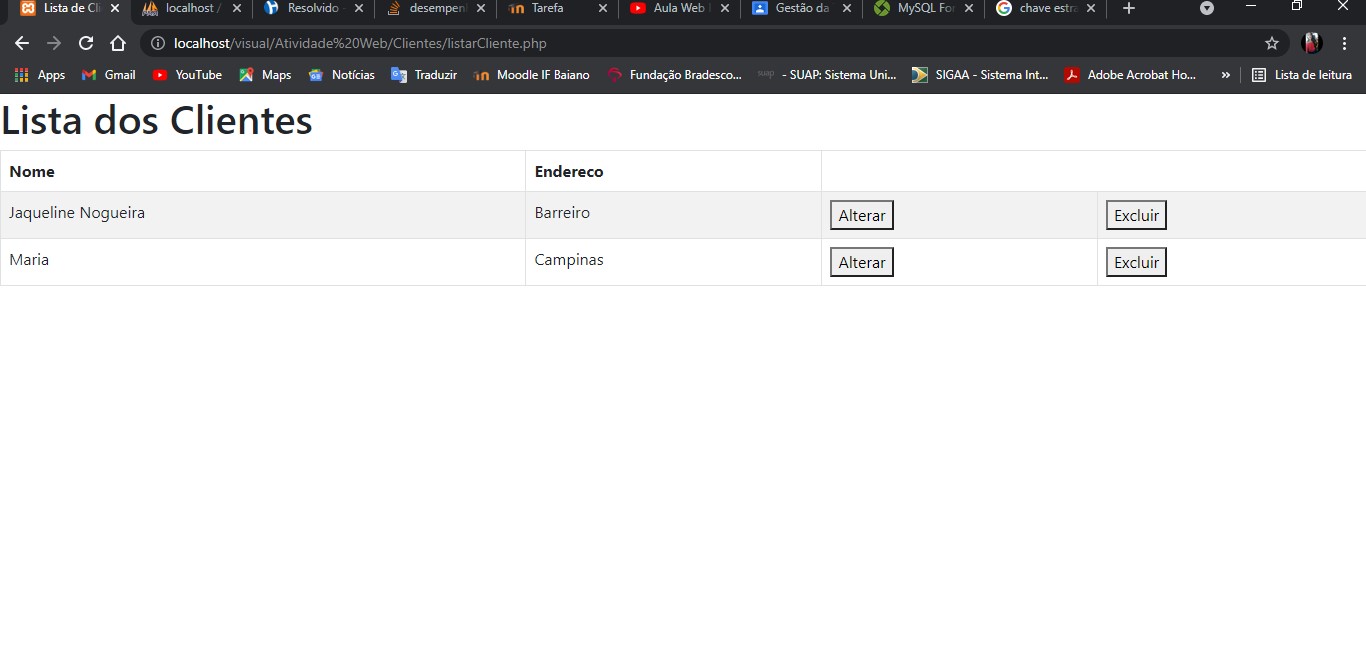 Lista de Cli localhost / Resolvido - desempen Tarefa Aula Web Gestão da MySQL For chave estra
localhost/visual/Atividade%20Web/Clientes/listarCliente.php
Apps Gmail YouTube Maps Notícias Traduzir Moodle IF Baiano Fundação Bradesco... suap - SUAP: Sistema Uni... SIGAA - Sistema Int... Adobe Acrobat Ho... » Lista de leitura
Lista dos Clientes
Nome Endereco
Jaqueline Nogueira Barreiro Alterar Excluir
Maria Campinas Alterar Excluir